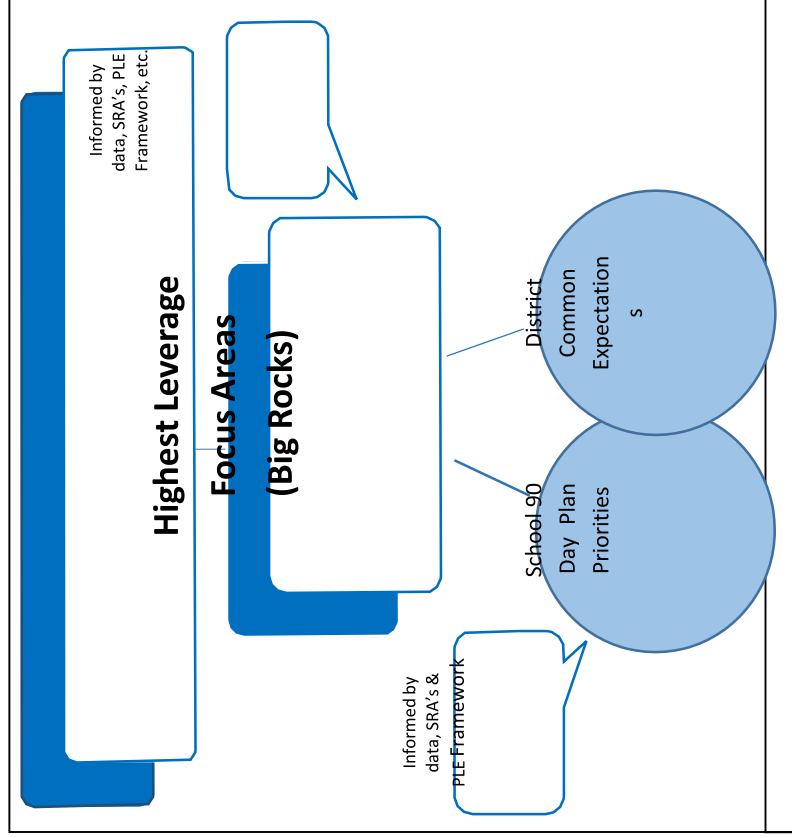 Informed by
data, SRA's, PLE
Framework, etc.
Highest Leverage
Focus Areas
(Big Rocks)
District
Common
Expectation
s
School 90
Day Plan
Priorities
Informed by
data, SRA's &
PLE Framework